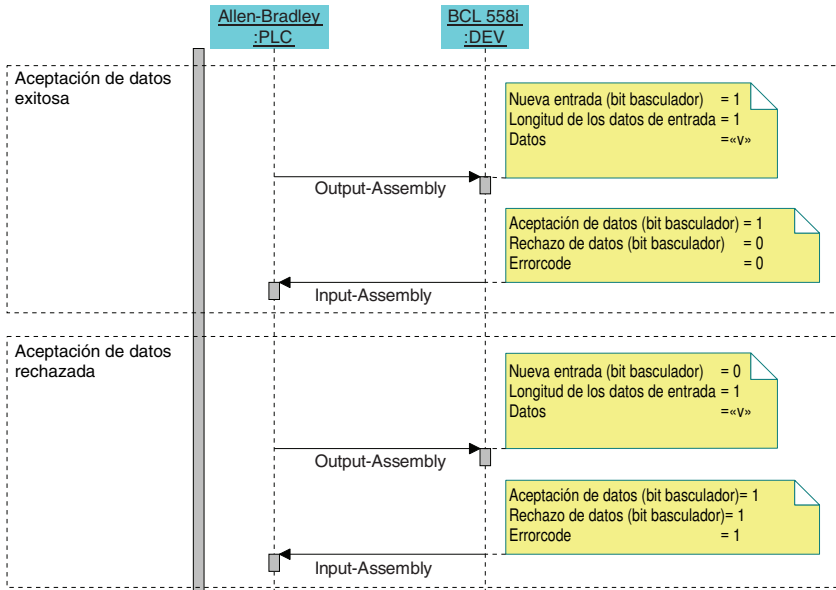 Allen-Bradley
:PLC
BCL 558i
:DEV
Aceptación de datos
exitosa
Nueva entrada (bit basculador) = 1
Longitud de los datos de entrada = 1
Datos =«v»
Output-Assembly
Aceptación de datos (bit basculador) = 1
Rechazo de datos (bit basculador) = 0
Errorcode = 0
Input-Assembly
Aceptación de datos
rechazada
Nueva entrada (bit basculador) = 0
Longitud de los datos de entrada = 1
Datos =«v»
Output-Assembly
Aceptación de datos (bit basculador)= 1
Rechazo de datos (bit basculador)= 1
Errorcode = 1
Input-Assembly